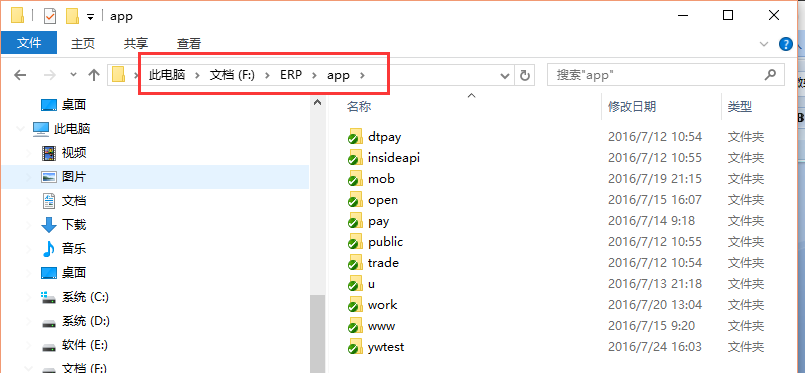 app
文件 主页 共享 查看
此电脑 文档 (F:) ERP app 搜索"app"
桌面
此电脑
视频
图片
文档
下载
音乐
桌面
系统 (C:)
系统 (D:)
软件 (E:)
文档 (F:)
名称 修改日期 类型
dtpay 2016/7/12 10:54 文件夹
insideapi 2016/7/12 10:55 文件夹
mob 2016/7/19 21:15 文件夹
open 2016/7/15 16:07 文件夹
pay 2016/7/14 9:18 文件夹
public 2016/7/12 10:55 文件夹
trade 2016/7/12 10:54 文件夹
u 2016/7/13 21:18 文件夹
work 2016/7/20 13:04 文件夹
www 2016/7/15 9:20 文件夹
ywtest 2016/7/24 16:03 文件夹